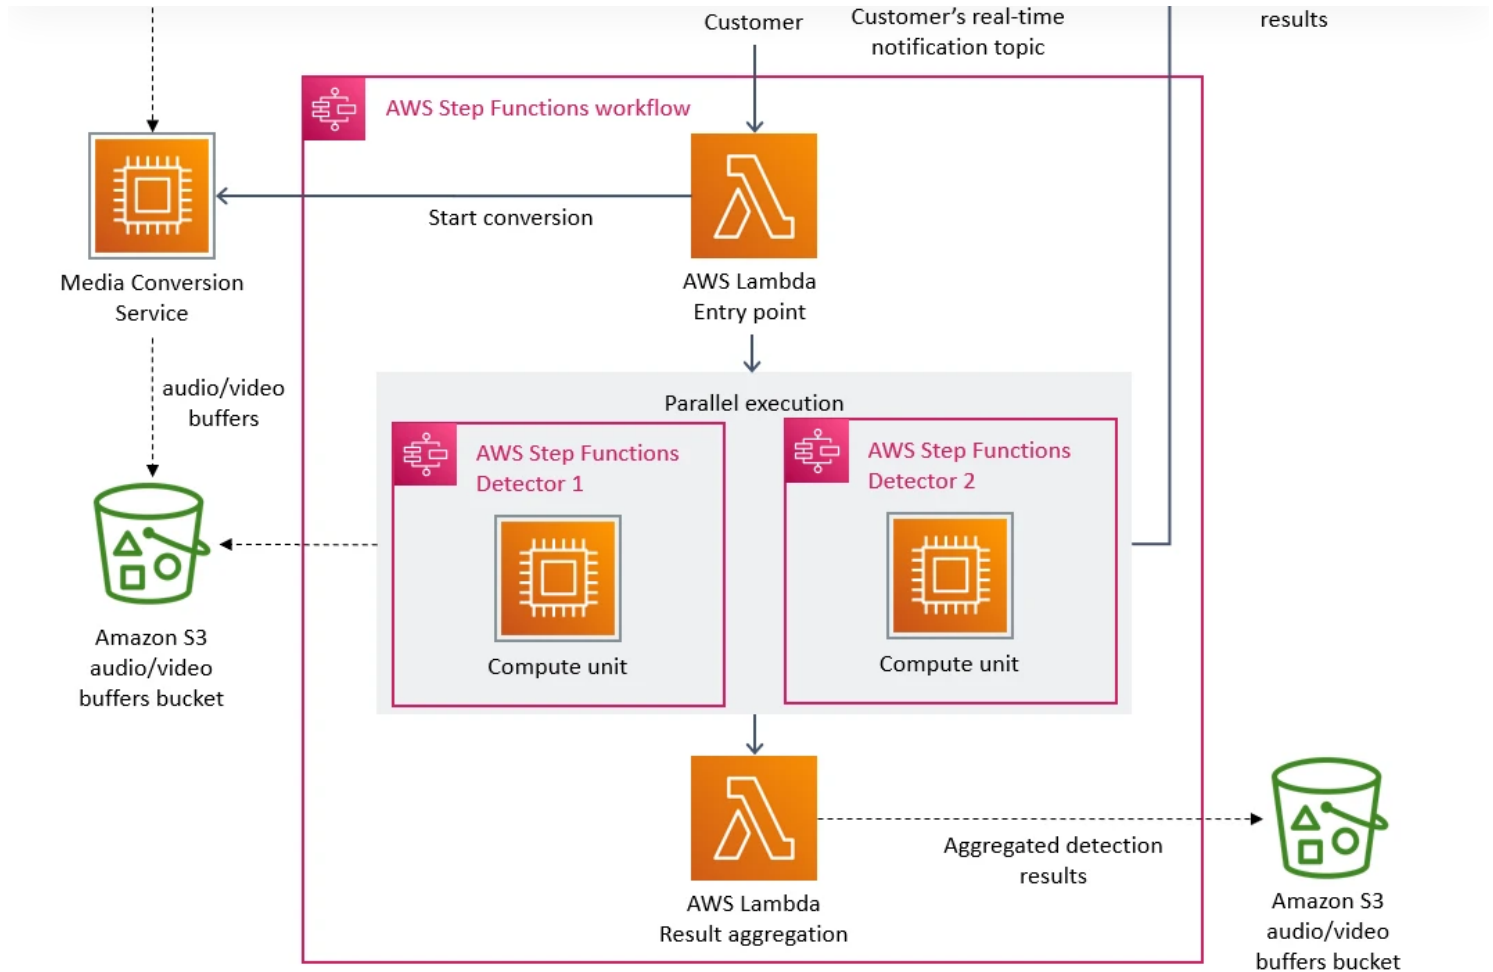 Customer
Customer’s real-time
notification topic
results
AWS Step Functions workflow
Start conversion
Media Conversion
Service
AWS Lambda
Entry point
audio/video
buffers
Parallel execution
AWS Step Functions
Detector 1
AWS Step Functions
Detector 2
Compute unit
Compute unit
Amazon S3
audio/video
buffers bucket
Aggregated detection
results
AWS Lambda
Result aggregation
Amazon S3
audio/video
buffers bucket